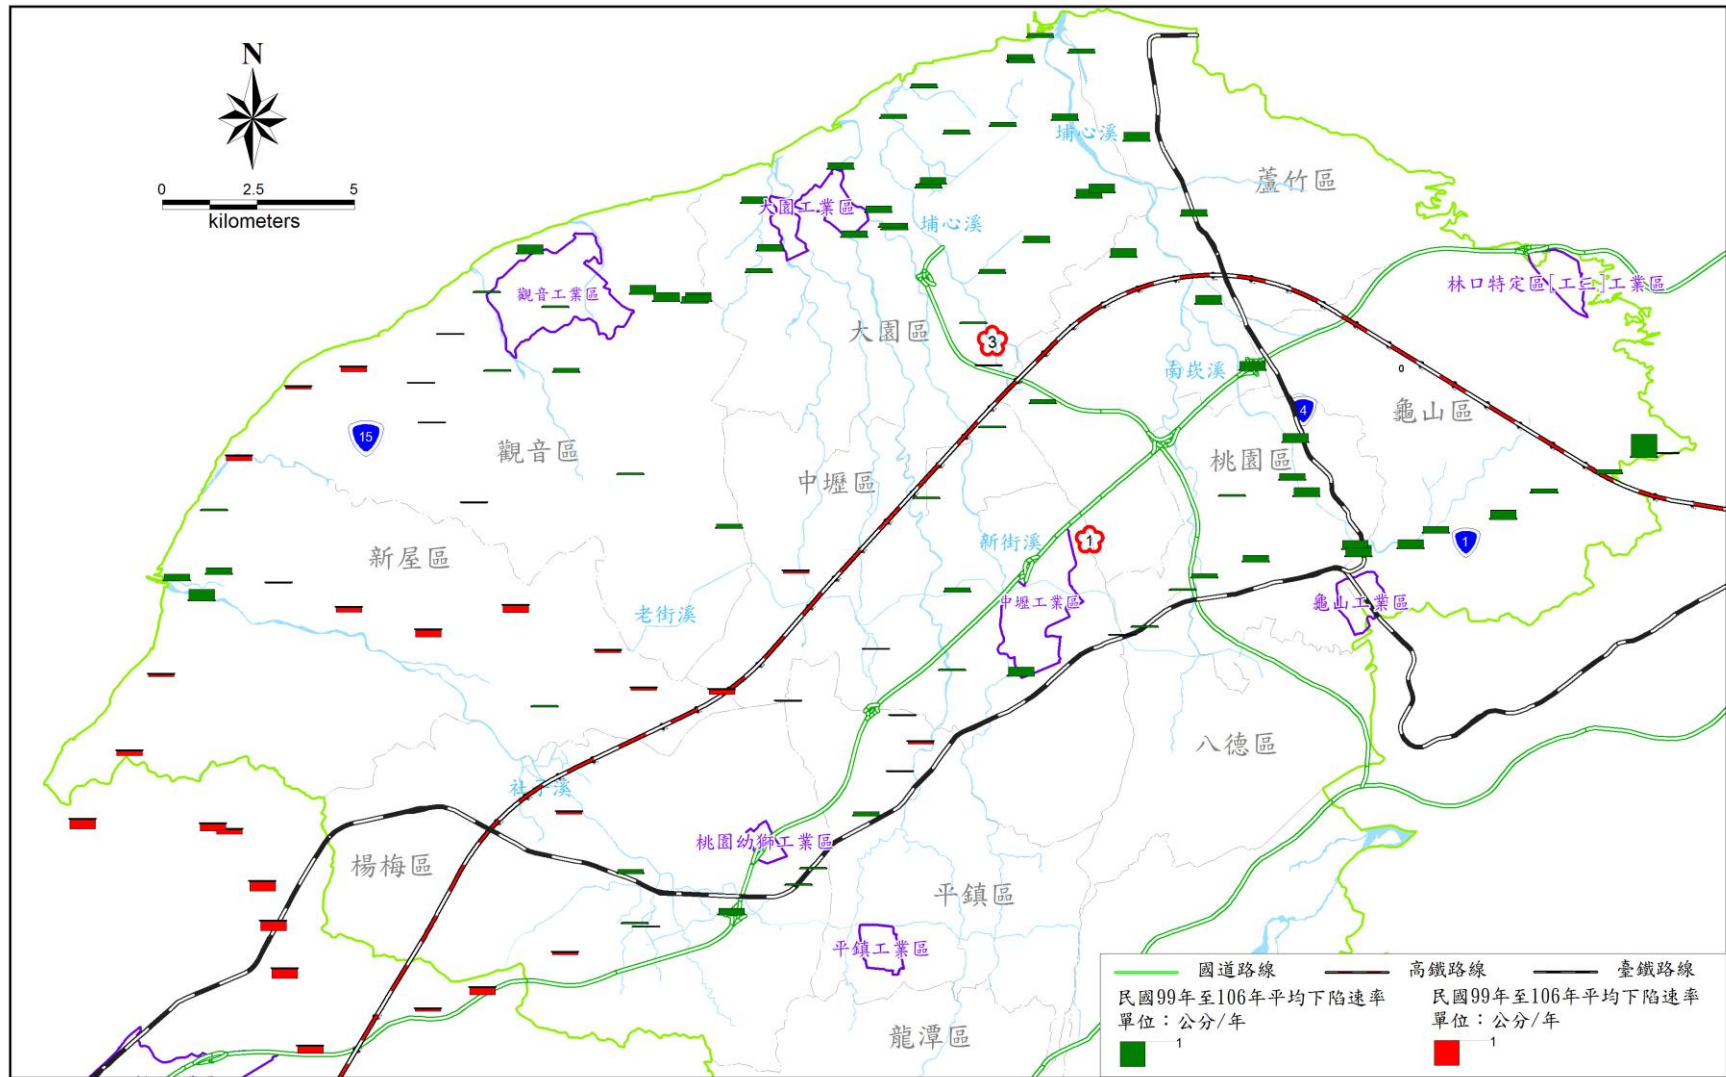 N
0 2.5 5
kilometers
埔心溪
蘆竹區
大園工業區
埔心溪
觀音工業區
林口特定區[工三]工業區
大園區
3
南崁溪
0
15
4
龜山區
觀音區
中壢區
桃園區
新屋區
新街溪
1
1
中壢工業區
龜山工業區
老街溪
八德區
社子溪
桃園幼獅工業區
楊梅區
平鎮區
平鎮工業區
龍潭區
國道路線 高鐵路線 臺鐵路線
民國99年至106年平均下陷速率 民國99年至106年平均下陷速率
單位：公分/年 單位：公分/年
1 1